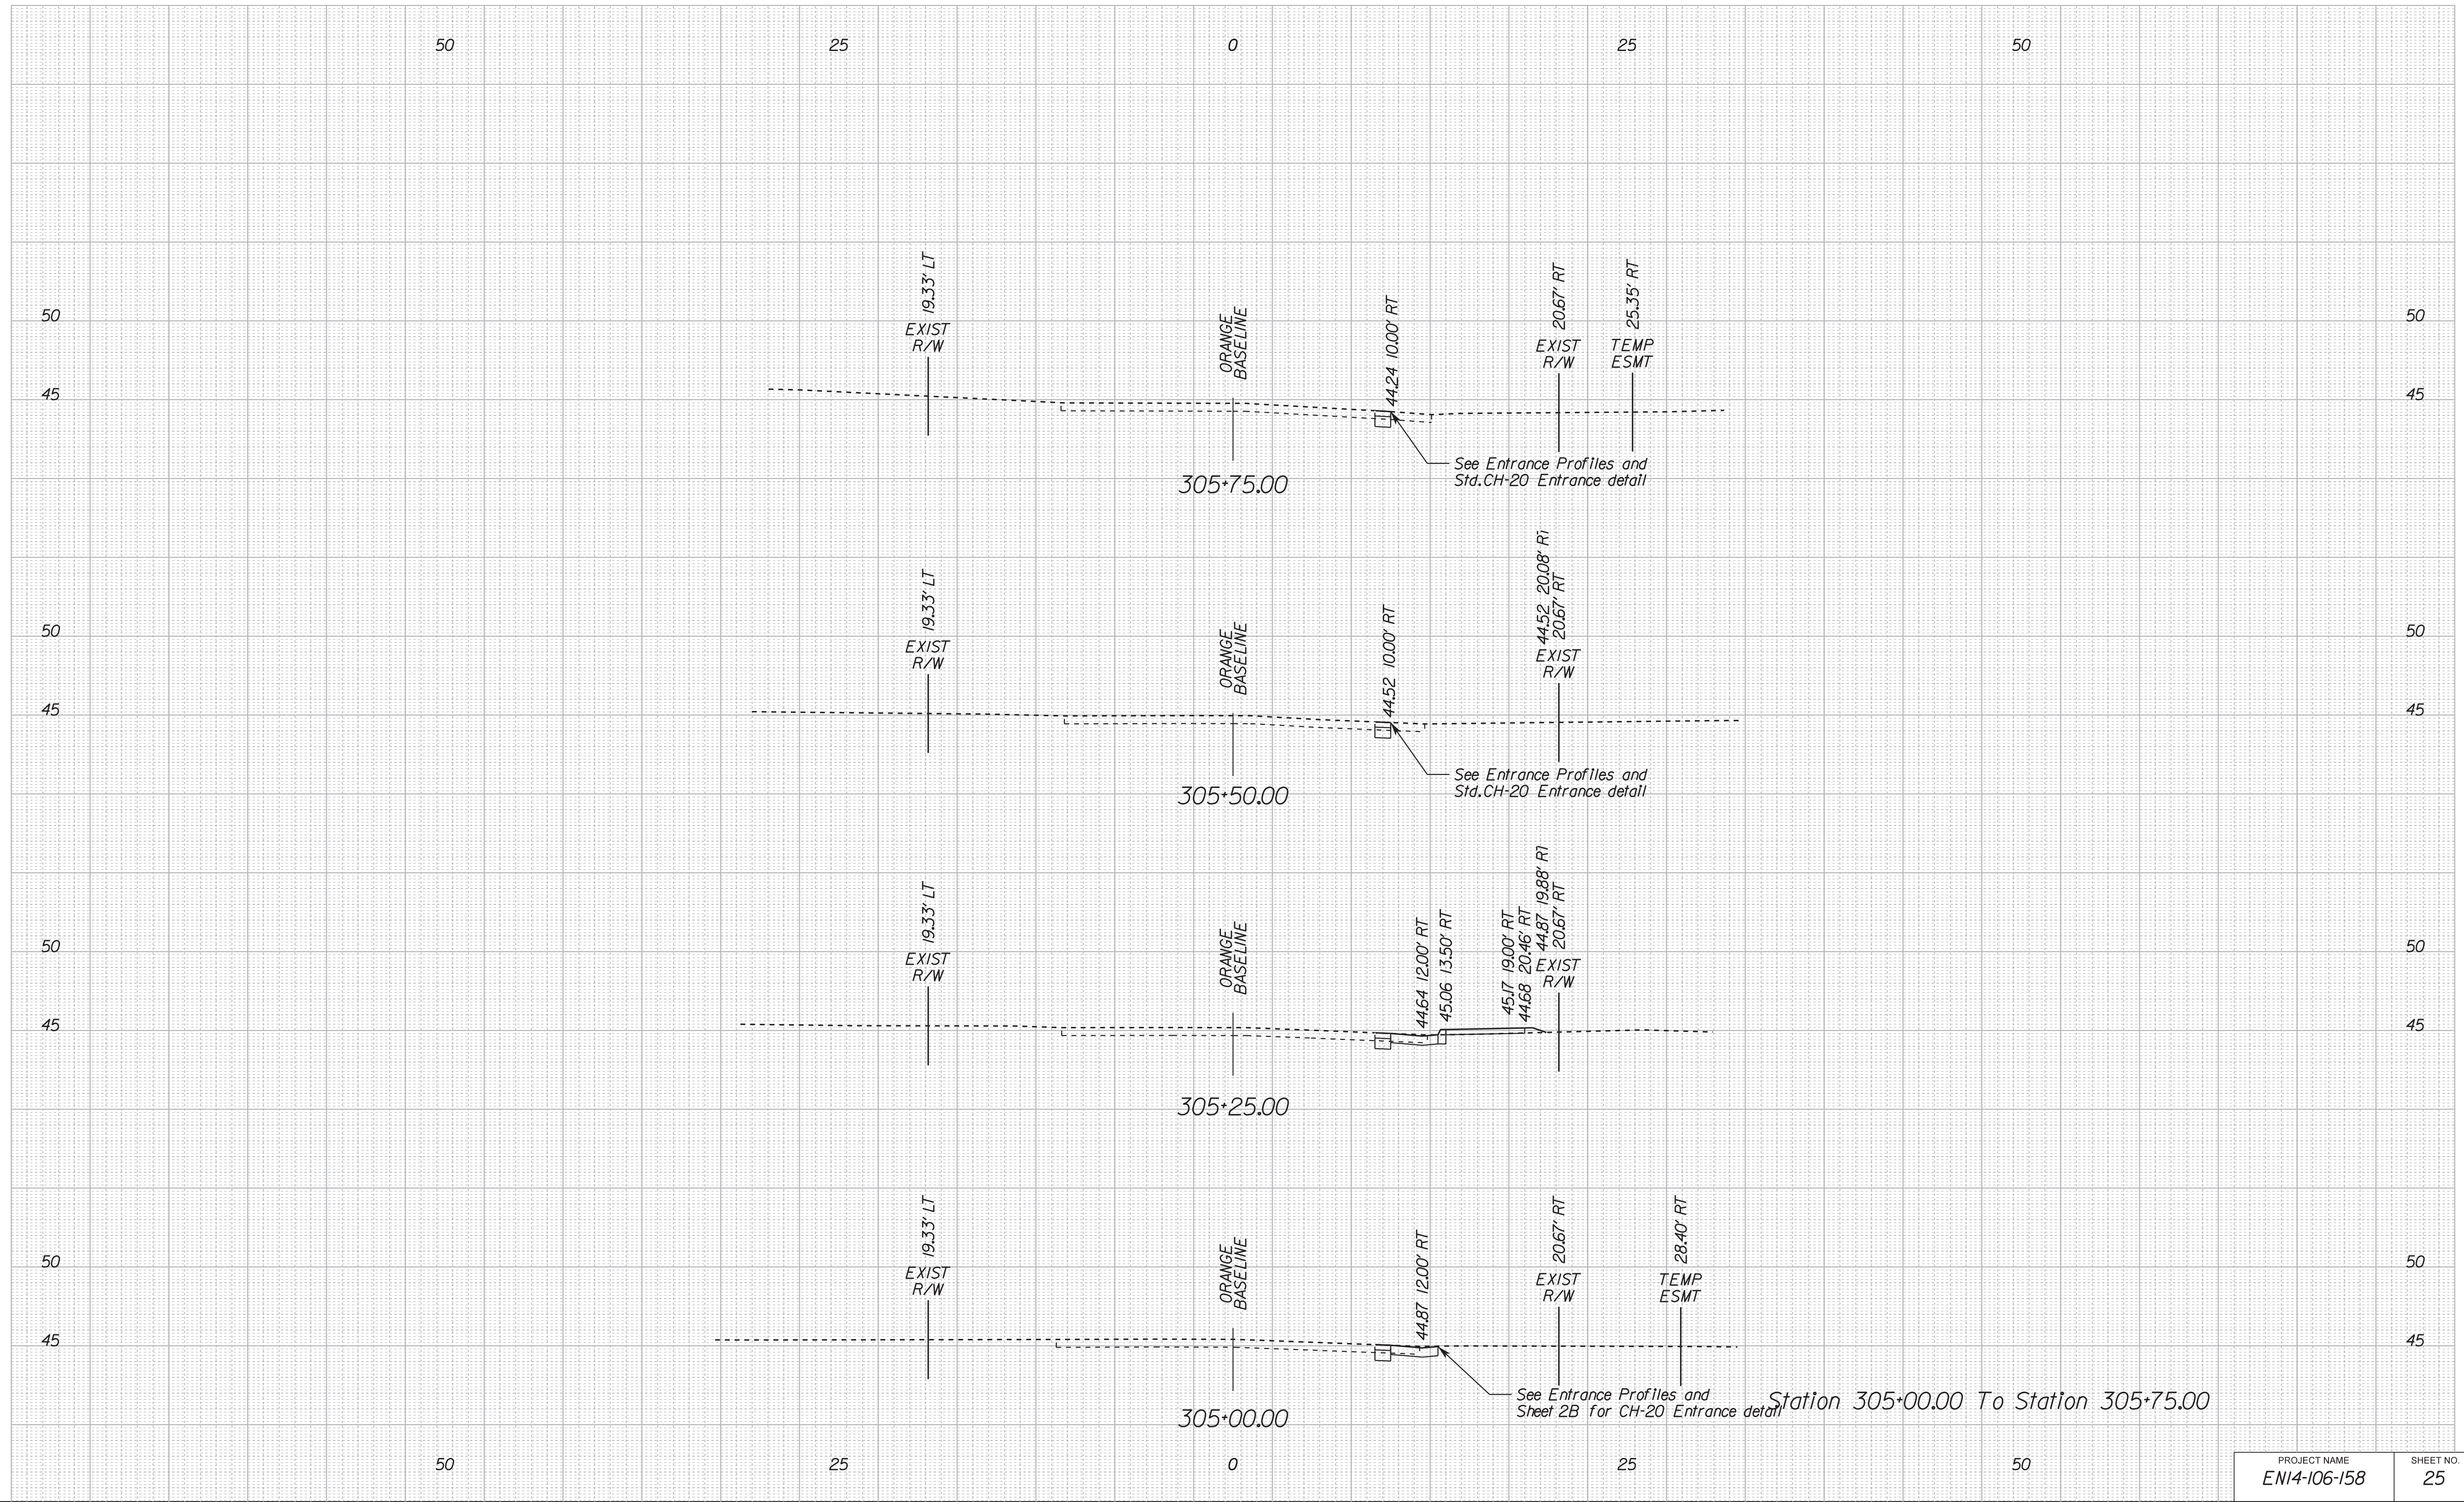 50 25 0 25 50
19.33' LT
EXIST
R/W
ORANGE
BASELINE
44.24 10.00' RT
20.67' RT
EXIST
R/W
25.35' RT
TEMP
ESMT
50 50
45 45
See Entrance Profiles and
Std.CH-20 Entrance detail
305+75.00
19.33' LT
EXIST
R/W
ORANGE
BASELINE
44.52 10.00' RT
44.52 20.08' RT
20.67' RT
EXIST
R/W
50 50
45 45
See Entrance Profiles and
Std.CH-20 Entrance detail
305+50.00
19.33' LT
EXIST
R/W
ORANGE
BASELINE
44.64 12.00' RT
45.06 13.50' RT
45.17 19.00' RT
44.68 20.46' RT
44.87 19.88' RT
20.67' RT
EXIST
R/W
50 50
45 45
305+25.00
19.33' LT
EXIST
R/W
ORANGE
BASELINE
44.87 12.00' RT
20.67' RT
EXIST
R/W
28.40' RT
TEMP
ESMT
50 50
45 45
See Entrance Profiles and
Sheet 2B for CH-20 Entrance detail
305+00.00
Station 305+00.00 To Station 305+75.00
50 25 0 25 50
PROJECT NAME
EN14-106-158
SHEET NO.
25